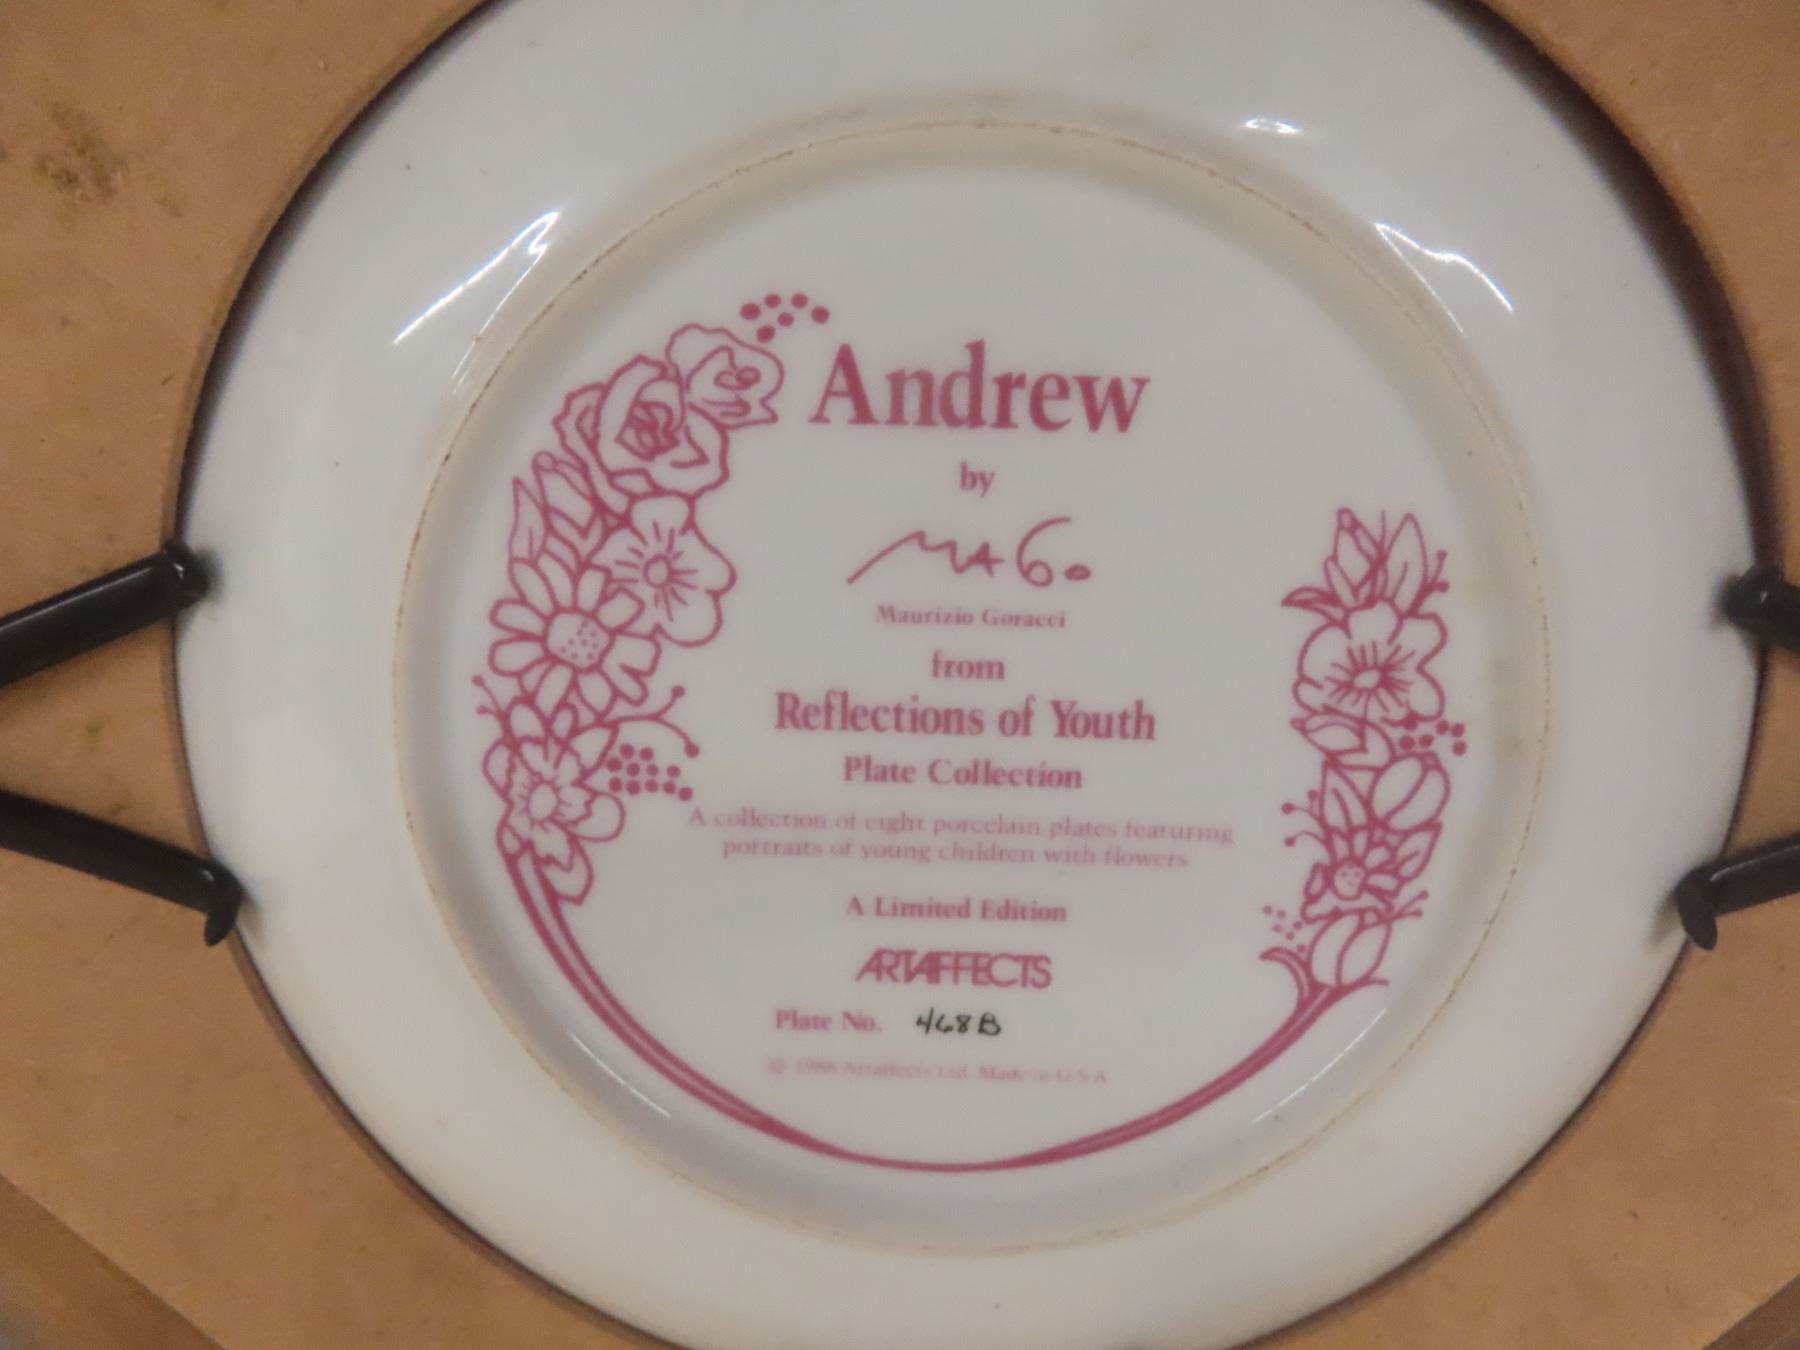 Andrew
by
MAGo
Maurizio Goracci
from
Reflections of Youth
Plate Collection
A collection of eight porcelain plates featuring
portraits of young children with flowers
A Limited Edition
ARTAFFECTS
Plate No. 468B
© 1988 Artaffects Ltd. Made in U.S.A.